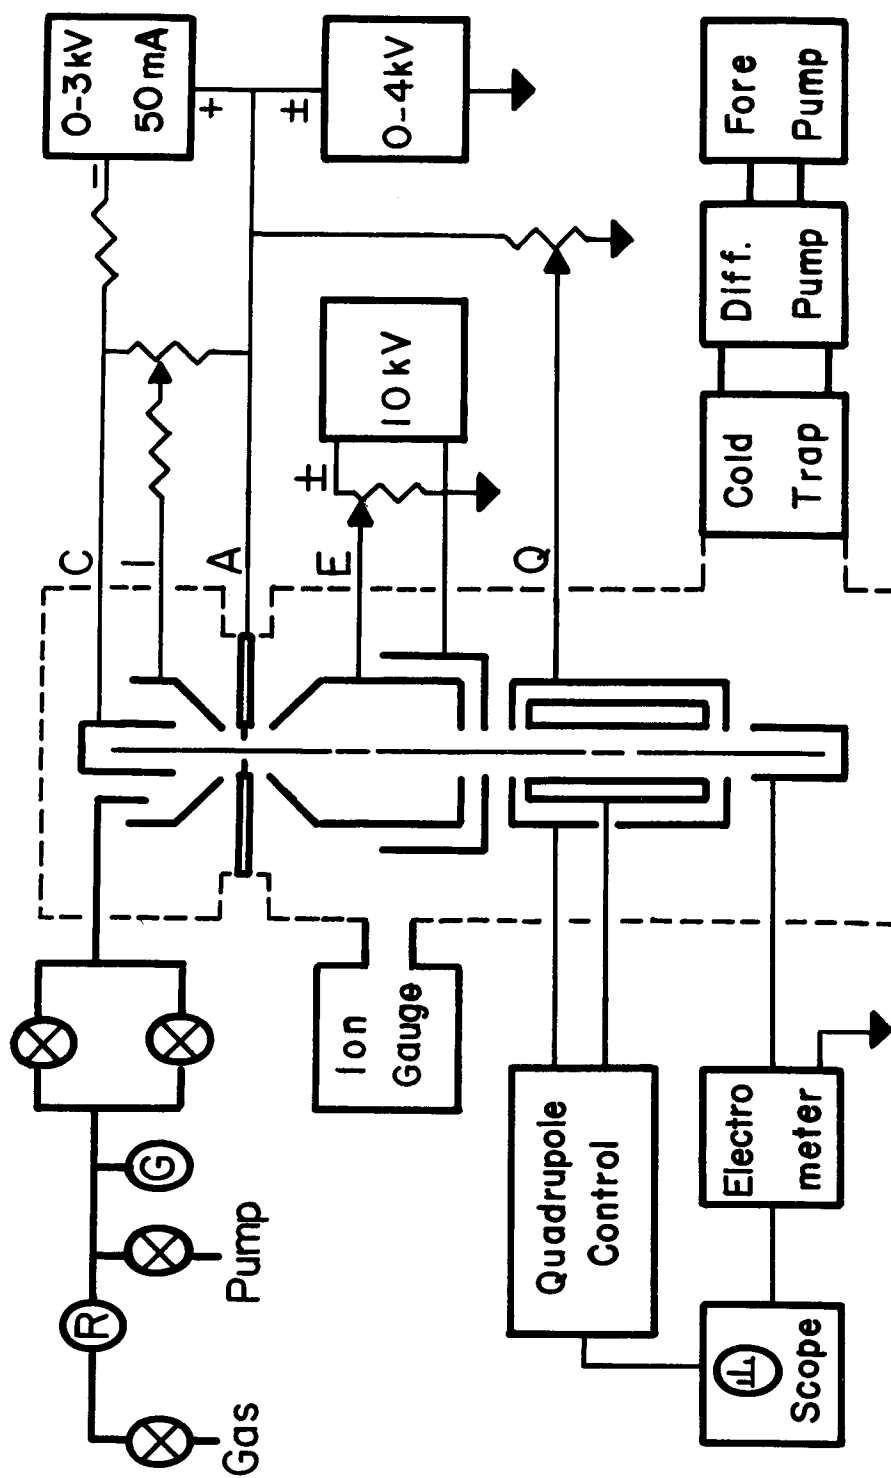 0-3kV
50mA
+
−
±
0-4kV
Fore
Pump
Diff.
Pump
Cold
Trap
10kV
±
C
I
A
E
Q
Ion
Gauge
G
R
Pump
Gas
Quadrupole
Control
Electro
meter
Scope